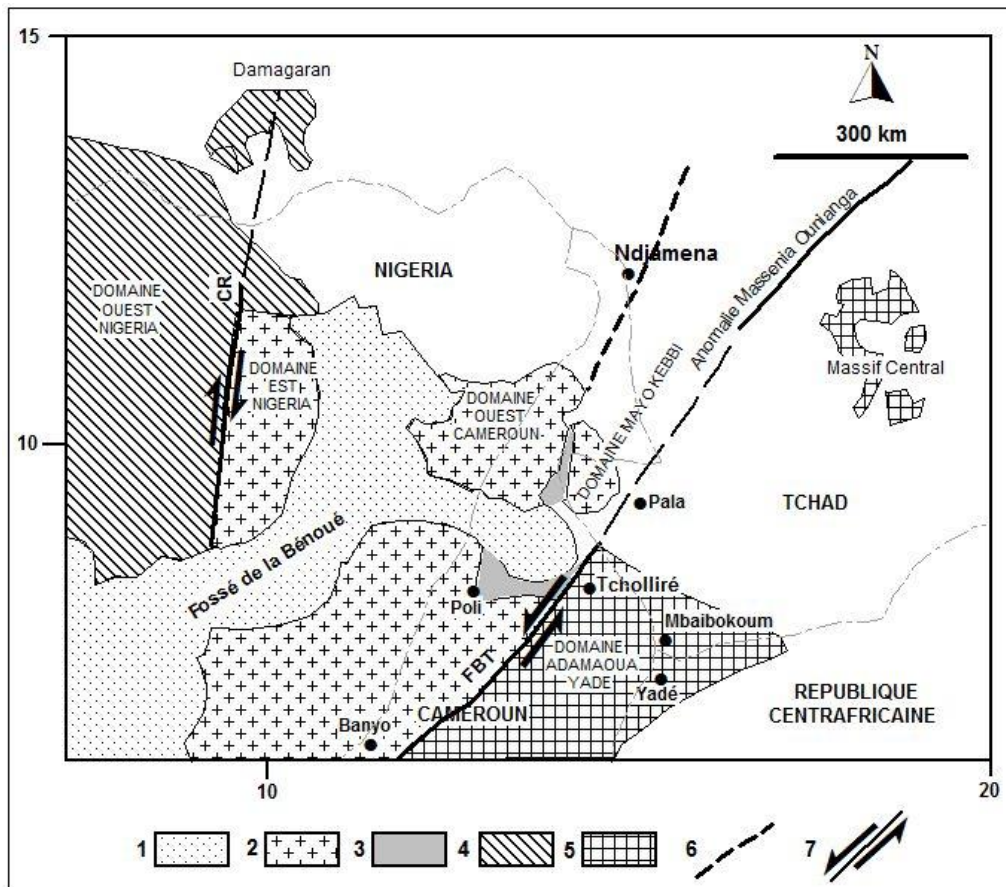 15
Damagaran
N
300 km
Anomalie Massenia Ounianga
Ndjamena
NIGERIA
DOMAINE
OUEST
NIGERIA
CR
DOMAINE
EST
NIGERIA
DOMAINE
OUEST
CAMEROUN
DOMAINE MAYO KEBBI
Massif Central
10
Pala
TCHAD
Fossé de la Bénoué
Poli
Tcholliré
Mbaibokoum
FBT
DOMAINE
ADAMAOUA
YADE
Yadé
REPUBLIQUE
CENTRAFRICAINE
CAMEROUN
Banyo
10
20
1 2 3 4 5 6 7